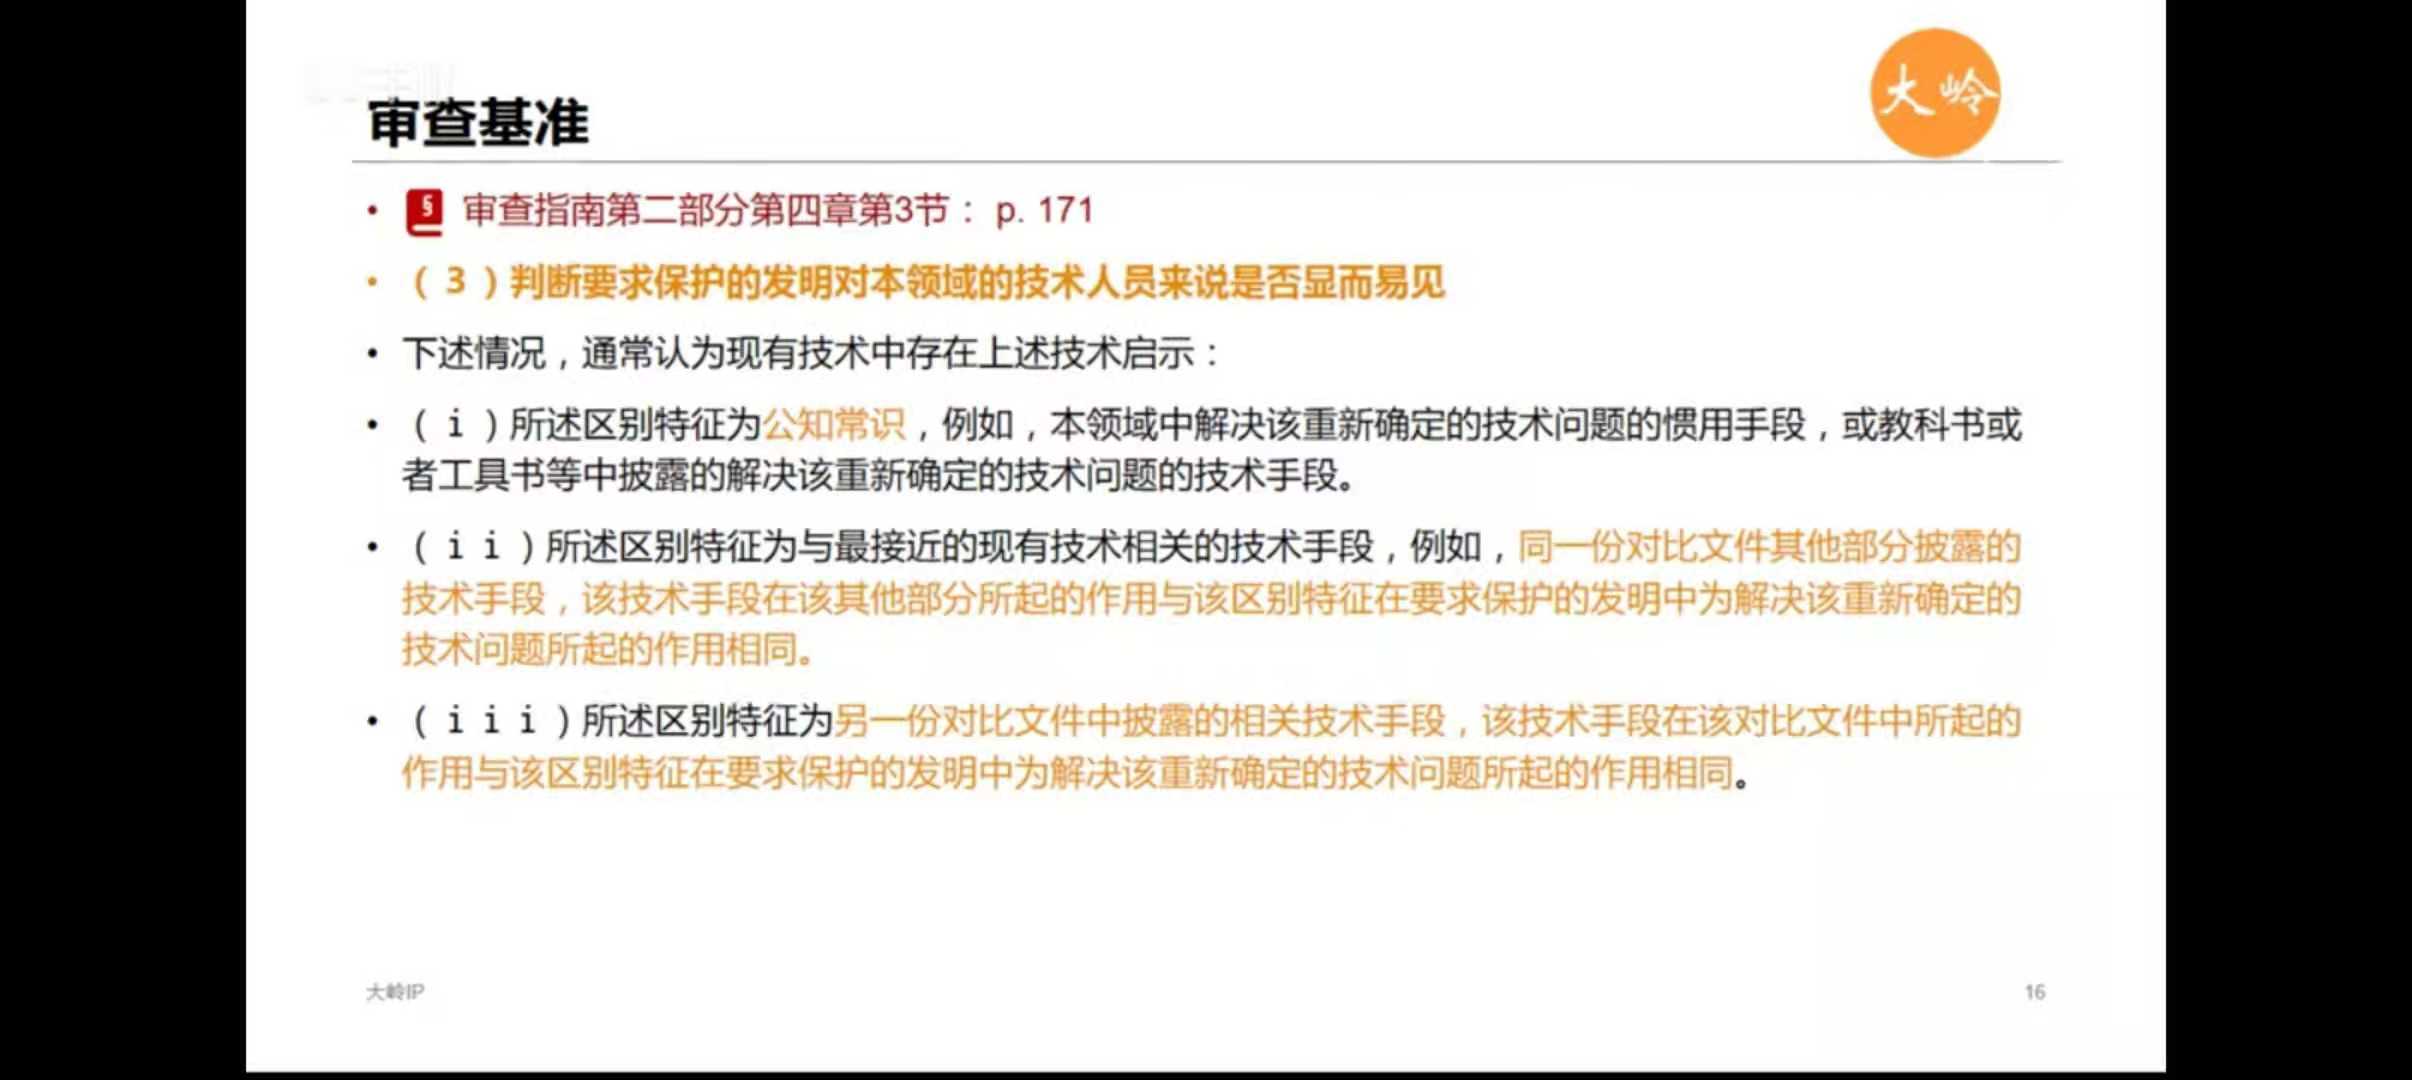 审查基准
大岭
• § 审查指南第二部分第四章第3节： p. 171
• （3）判断要求保护的发明对本领域的技术人员来说是否显而易见
• 下述情况，通常认为现有技术中存在上述技术启示：
• （i）所述区别特征为公知常识，例如，本领域中解决该重新确定的技术问题的惯用手段，或教科书或
者工具书等中披露的解决该重新确定的技术问题的技术手段。
• （ii）所述区别特征为与最接近的现有技术相关的技术手段，例如，同一份对比文件其他部分披露的
技术手段，该技术手段在该其他部分所起的作用与该区别特征在要求保护的发明中为解决该重新确定的
技术问题所起的作用相同。
• （iii）所述区别特征为另一份对比文件中披露的相关技术手段，该技术手段在该对比文件中所起的
作用与该区别特征在要求保护的发明中为解决该重新确定的技术问题所起的作用相同。
大岭IP
16